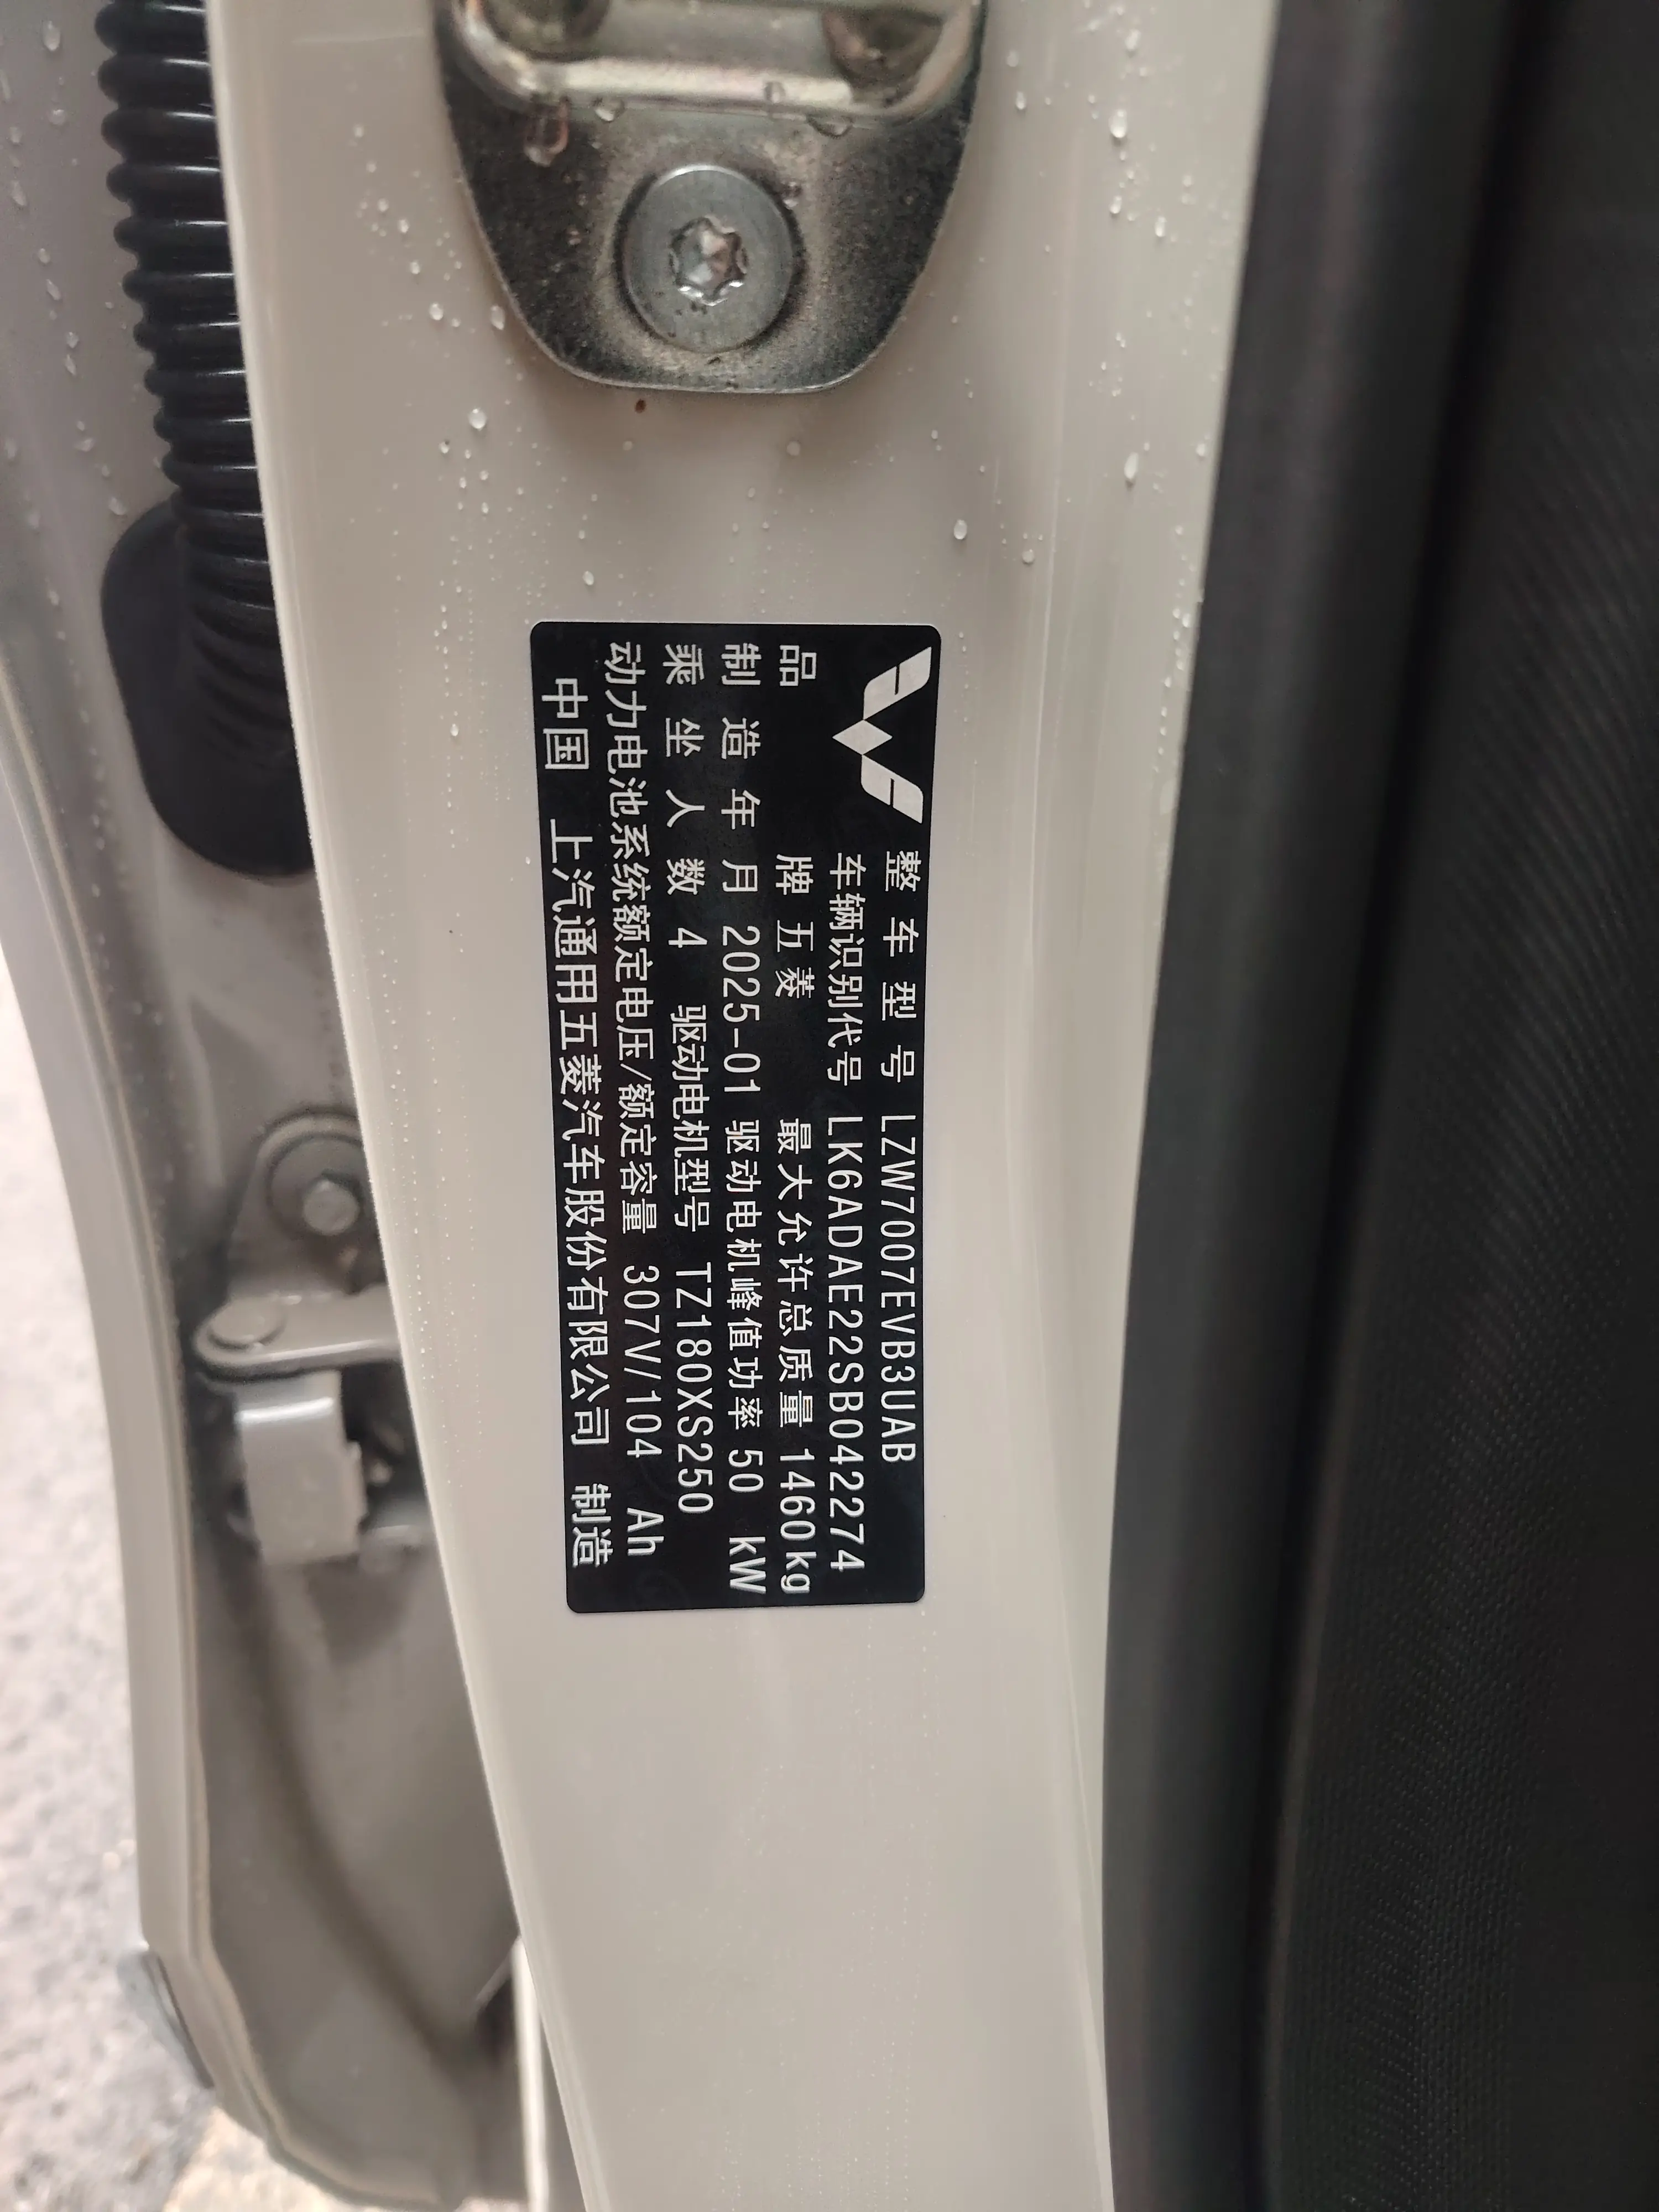 整车型号 LZW7007EVB3UAB
车辆识别代号 LK6ADAE22SB042274
品牌 五菱 最大允许总质量 1460kg
制造年月 2025-01 驱动电机峰值功率 50 kW
乘坐人数 4 驱动电机型号 TZ180XS250
动力电池系统额定电压/额定容量 307V/104 Ah
中国 上汽通用五菱汽车股份有限公司 制造